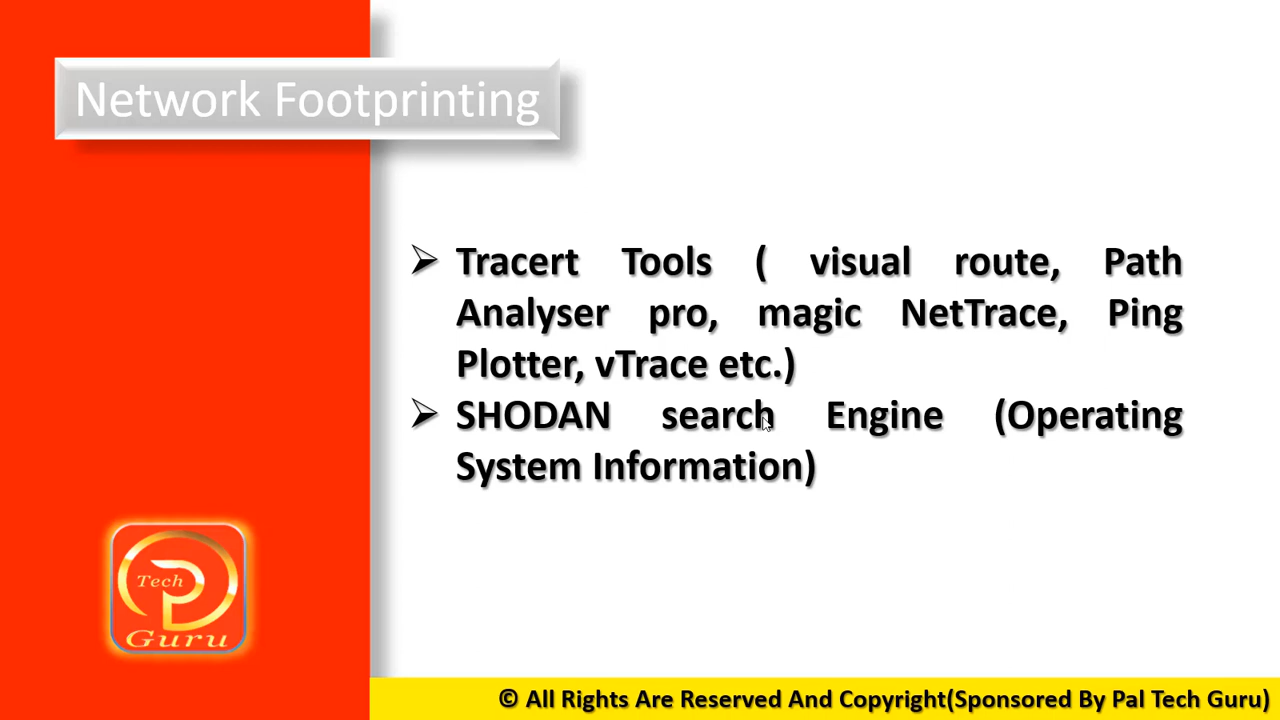 Network Footprinting
➢ Tracert Tools ( visual route, Path
Analyser pro, magic NetTrace, Ping
Plotter, vTrace etc.)
➢ SHODAN search Engine (Operating
System Information)
Tech
P
Guru
© All Rights Are Reserved And Copyright(Sponsored By Pal Tech Guru)